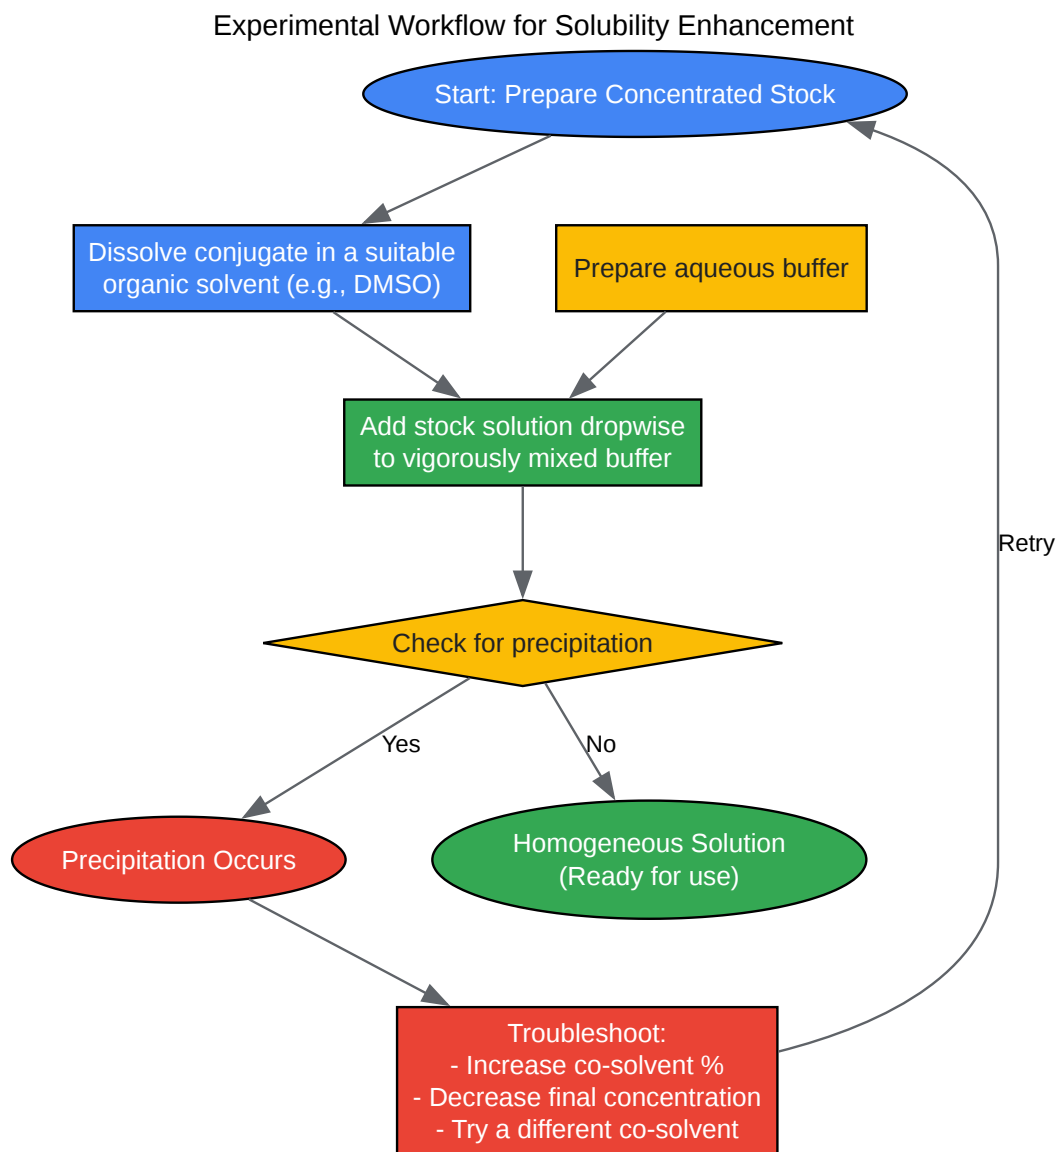 Experimental Workflow for Solubility Enhancement
Start: Prepare Concentrated Stock
Dissolve conjugate in a suitable
organic solvent (e.g., DMSO)
Prepare aqueous buffer
Add stock solution dropwise
to vigorously mixed buffer
Retry
Check for precipitation
Yes
No
Precipitation Occurs
Homogeneous Solution
(Ready for use)
Troubleshoot:
- Increase co-solvent %
- Decrease final concentration
- Try a different co-solvent